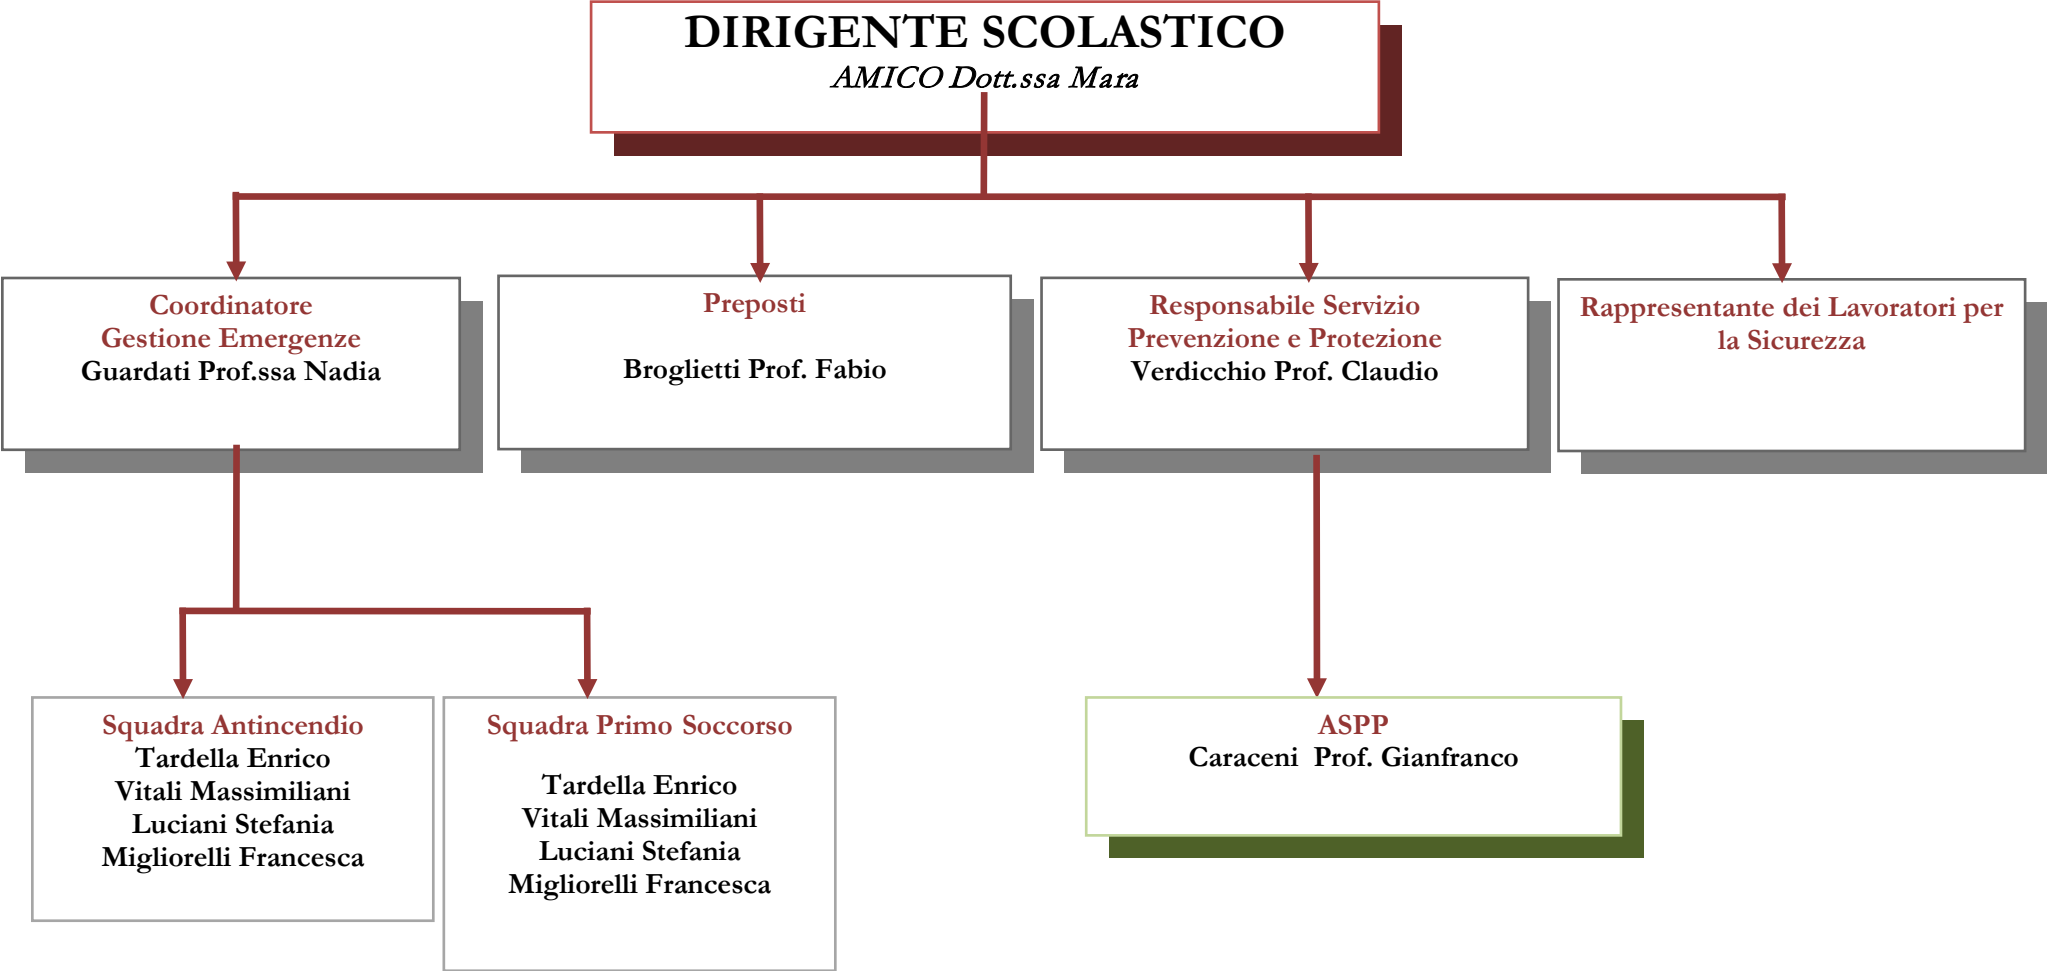 DIRIGENTE SCOLASTICO
AMICO Dott.ssa Mara
Coordinatore
Gestione Emergenze
Guardati Prof.ssa Nadia
Preposti
Broglietti Prof. Fabio
Responsabile Servizio
Prevenzione e Protezione
Verdicchio Prof. Claudio
Rappresentante dei Lavoratori per
la Sicurezza
Squadra Antincendio
Tardella Enrico
Vitali Massimiliani
Luciani Stefania
Migliorelli Francesca
Squadra Primo Soccorso
Tardella Enrico
Vitali Massimiliani
Luciani Stefania
Migliorelli Francesca
ASPP
Caraceni Prof. Gianfranco